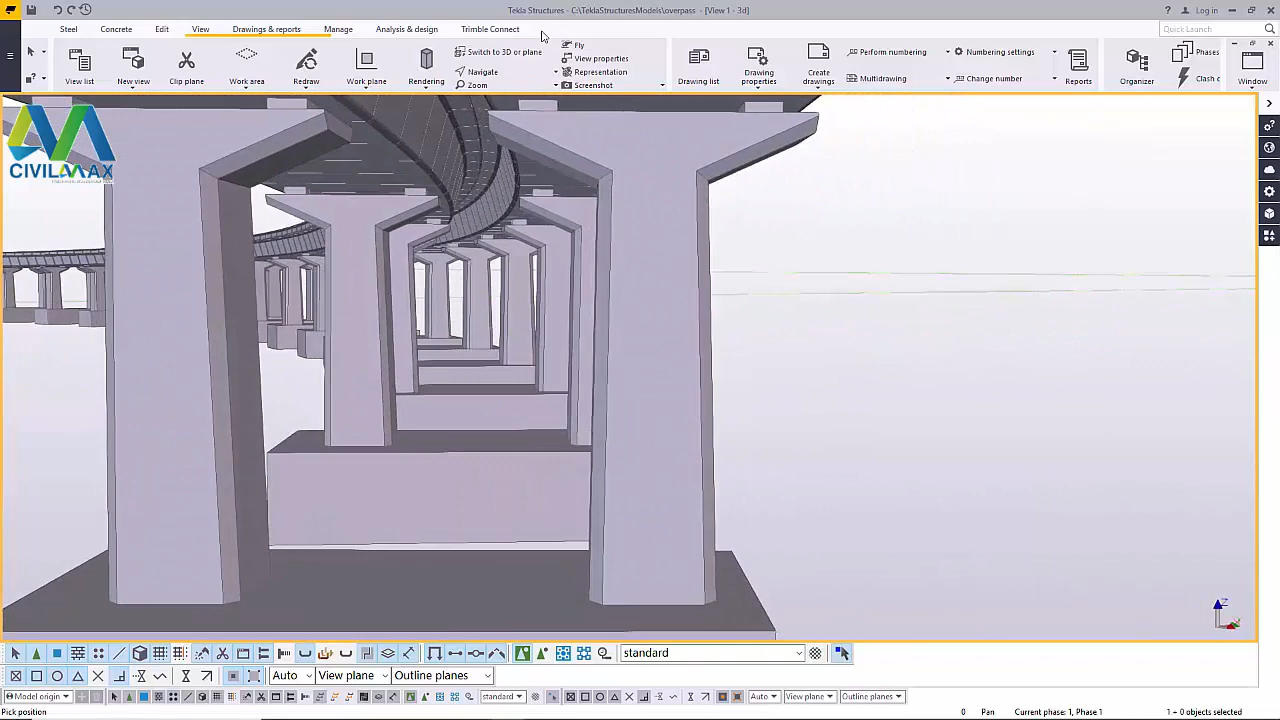 Tekla Structures - C:\TeklaStructuresModels\overpass - [View 1 - 3d]
? Log in
Steel Concrete Edit View Drawings & reports Manage Analysis & design Trimble Connect
Quick Launch
View list
New view
Clip plane
Work area
Redraw
Work plane
Rendering
Switch to 3D or plane
Navigate
Zoom
Fly
View properties
Representation
Screenshot
Drawing list
Drawing properties
Create drawings
Perform numbering
Multidrawing
Numbering settings
Change number
Reports
Organizer
Phases
Clash c
Window
CIVILMAX
Z
standard
Auto View plane Outline planes
Model origin
standard
Auto View plane Outline planes
Pick position
0 Pan Current phase: 1, Phase 1 1 + 0 objects selected